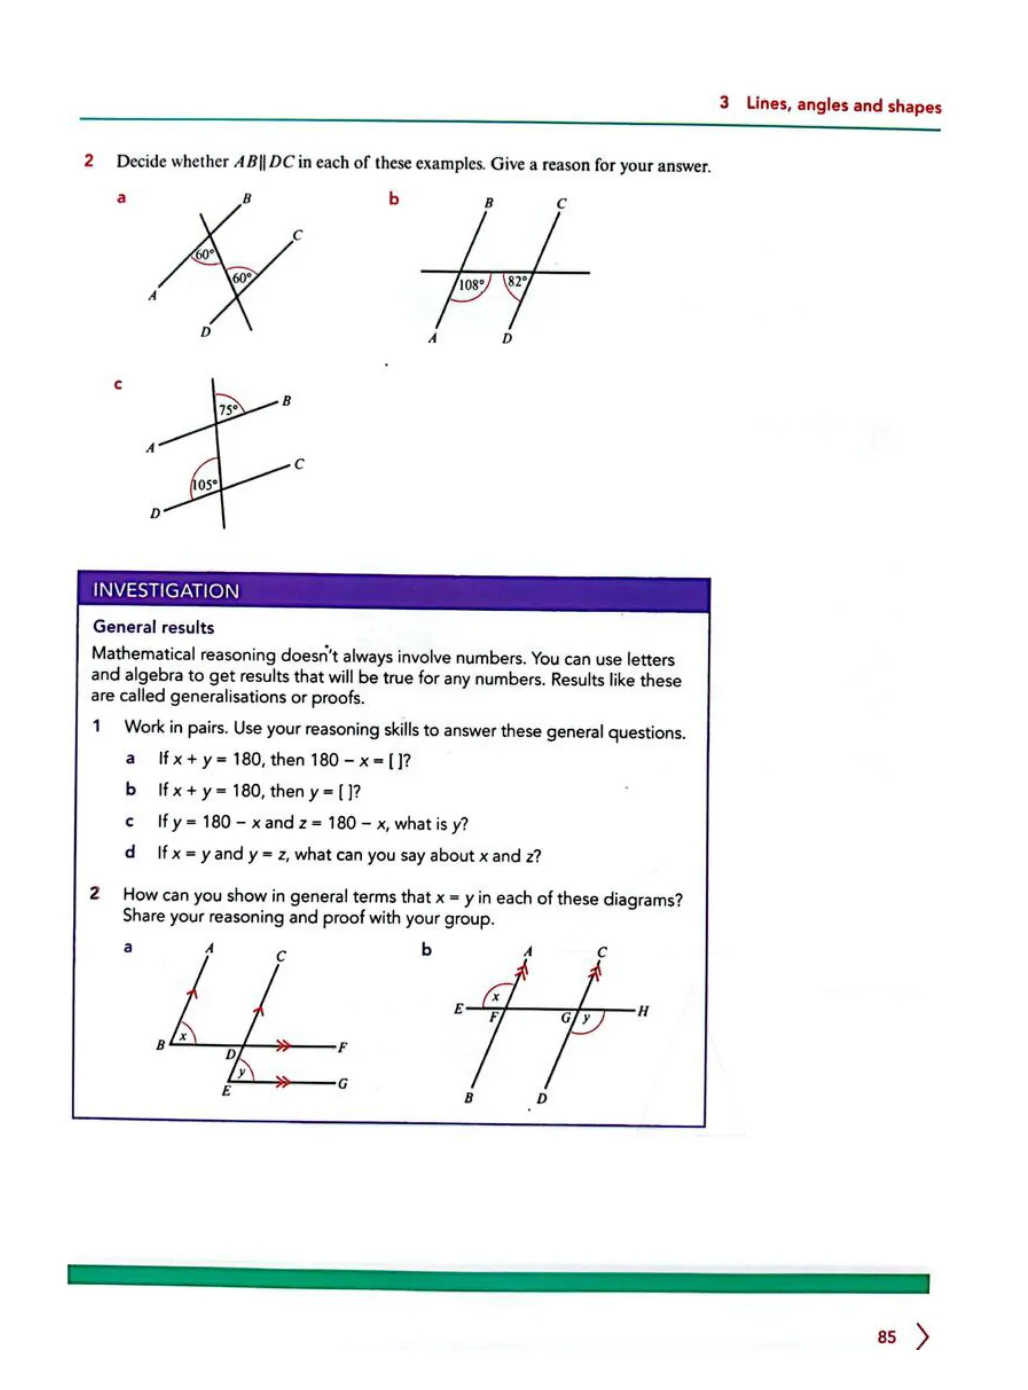 3 Lines, angles and shapes
2 Decide whether AB∥DC in each of these examples. Give a reason for your answer.
a
B
C
60°
60°
A
D
b
B
C
108°
82°
A
D
c
75°
B
A
C
105°
D
INVESTIGATION
General results
Mathematical reasoning doesn't always involve numbers. You can use letters
and algebra to get results that will be true for any numbers. Results like these
are called generalisations or proofs.
1 Work in pairs. Use your reasoning skills to answer these general questions.
a If x + y = 180, then 180 – x = [ ]?
b If x + y = 180, then y = [ ]?
c If y = 180 – x and z = 180 – x, what is y?
d If x = y and y = z, what can you say about x and z?
2 How can you show in general terms that x = y in each of these diagrams?
Share your reasoning and proof with your group.
a
A
C
x
B
D
F
y
E
G
b
A
C
x
E
F
G
y
H
B
D
85